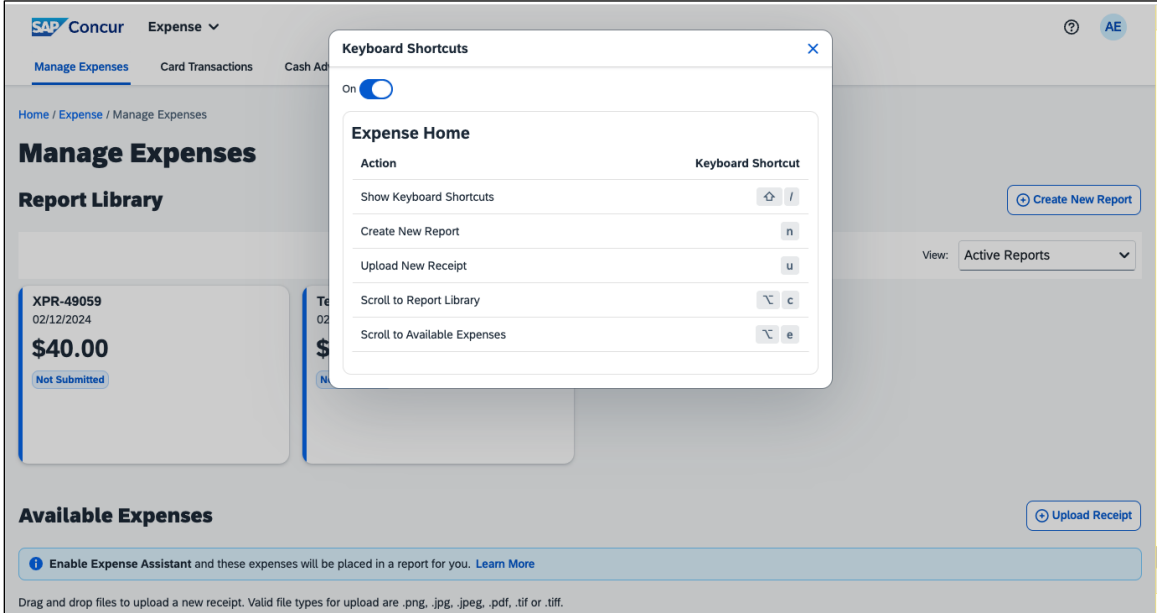 SAP Concur Expense
AE
Manage Expenses Card Transactions Cash Ad
Home / Expense / Manage Expenses
Manage Expenses
Report Library
Create New Report
View: Active Reports
XPR-49059
02/12/2024
$40.00
Not Submitted
Te
02
$
N
Keyboard Shortcuts
On
Expense Home
Action Keyboard Shortcut
Show Keyboard Shortcuts ⇧ /
Create New Report n
Upload New Receipt u
Scroll to Report Library ⌥ c
Scroll to Available Expenses ⌥ e
Available Expenses
Upload Receipt
Enable Expense Assistant and these expenses will be placed in a report for you. Learn More
Drag and drop files to upload a new receipt. Valid file types for upload are .png, .jpg, .jpeg, .pdf, .tif or .tiff.